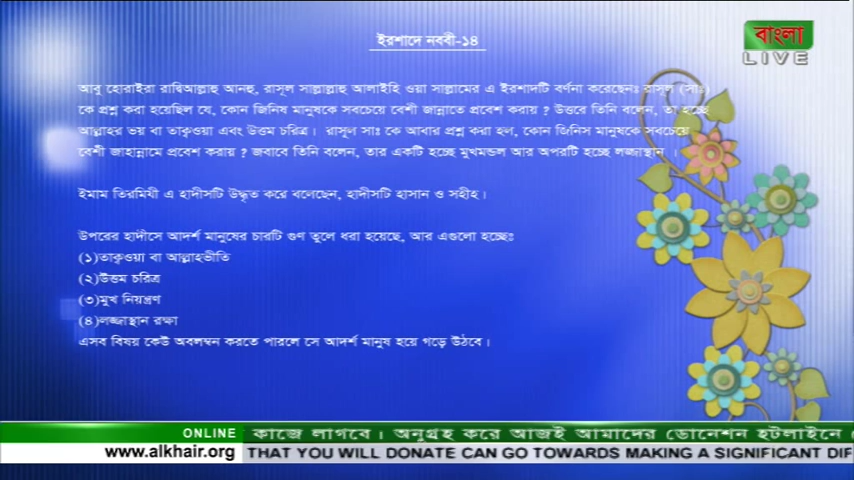 ইরশাদে নববী-১৪
বাংলা
LIVE
আবু হোরাইরা রাদ্বিআল্লাহু আনহু, রাসূল সাল্লাল্লাহু আলাইহি ওয়া সাল্লামের এ ইরশাদটি বর্ণনা করেছেনঃ রাসূল (সাঃ)
কে প্রশ্ন করা হয়েছিল যে, কোন জিনিষ মানুষকে সবচেয়ে বেশী জান্নাতে প্রবেশ করায় ? উত্তরে তিনি বলেন, তা হচ্ছে
আল্লাহর ভয় বা তাক্বওয়া এবং উত্তম চরিত্র। রাসূল সাঃ কে আবার প্রশ্ন করা হল, কোন জিনিস মানুষকে সবচেয়ে
বেশী জাহান্নামে প্রবেশ করায় ? জবাবে তিনি বলেন, তার একটি হচ্ছে মুখমন্ডল আর অপরটি হচ্ছে লজ্জাস্থান ।
ইমাম তিরমিযী এ হাদীসটি উদ্ধৃত করে বলেছেন, হাদীসটি হাসান ও সহীহ।
উপরের হাদীসে আদর্শ মানুষের চারটি গুণ তুলে ধরা হয়েছে, আর এগুলো হচ্ছেঃ
(১)তাক্বওয়া বা আল্লাহভীতি
(২)উত্তম চরিত্র
(৩)মুখ নিয়ন্ত্রণ
(৪)লজ্জাস্থান রক্ষা
এসব বিষয় কেউ অবলম্বন করতে পারলে সে আদর্শ মানুষ হয়ে গড়ে উঠবে।
ONLINE কাজে লাগবে। অনুগ্রহ করে আজই আমাদের ডোনেশন হটলাইনে
www.alkhair.org THAT YOU WILL DONATE CAN GO TOWARDS MAKING A SIGNIFICANT DIF